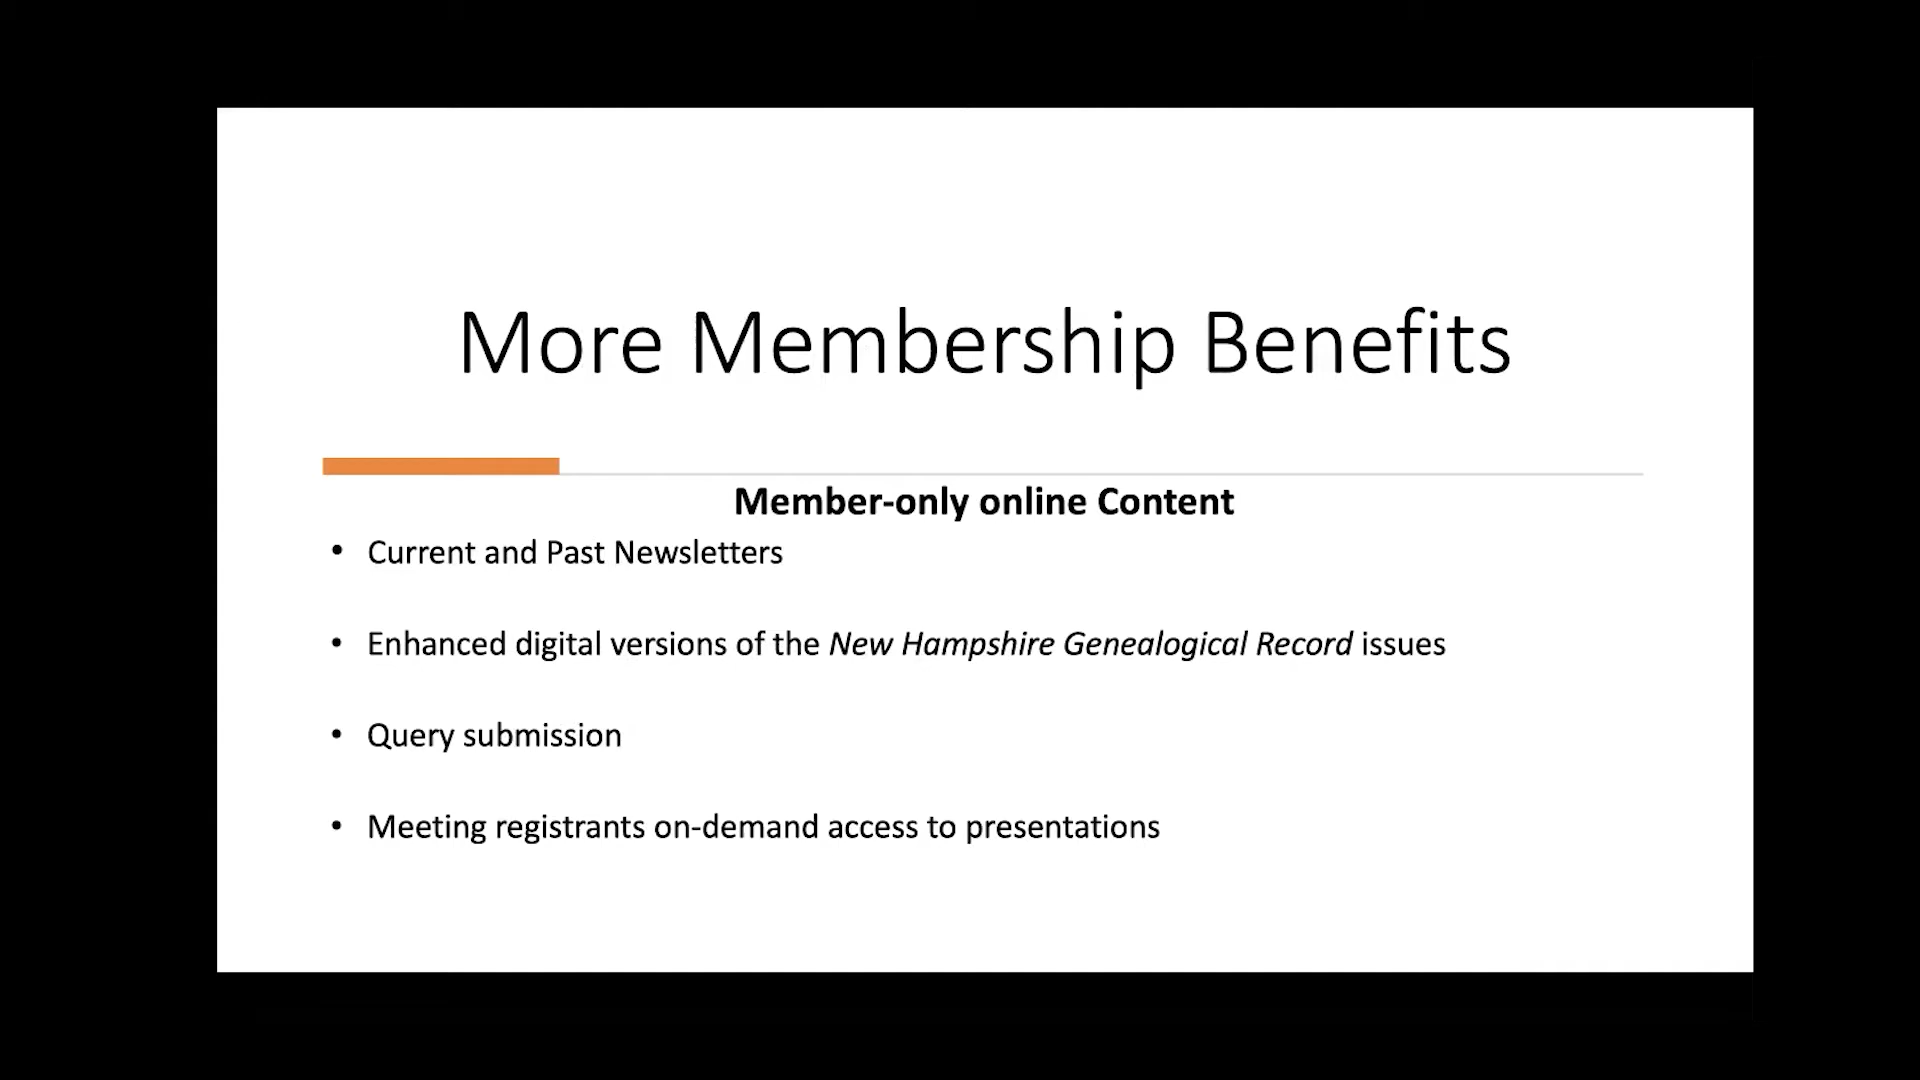 More Membership Benefits
Member-only online Content
• Current and Past Newsletters
• Enhanced digital versions of the New Hampshire Genealogical Record issues
• Query submission
• Meeting registrants on-demand access to presentations